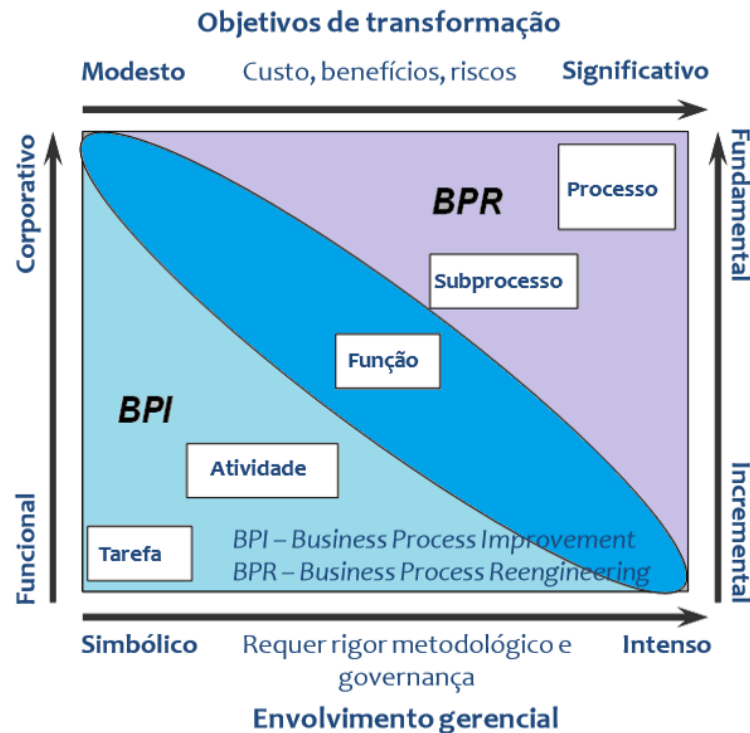 Objetivos de transformação
Modesto Custo, benefícios, riscos Significativo
Corporativo
Fundamental
BPR
Processo
Subprocesso
Função
BPI
Atividade
Tarefa
Funcional
Incremental
BPI – Business Process Improvement
BPR – Business Process Reengineering
Simbólico Requer rigor metodológico e Intenso
governança
Envolvimento gerencial